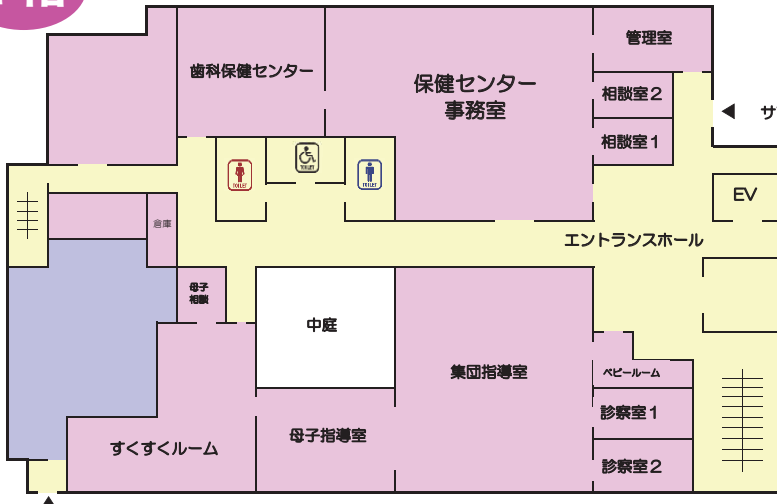 管理室
歯科保健センター
保健センター
事務室
相談室2
相談室1
サ
TOILET
TOILET
TOILET
EV
倉庫
エントランスホール
母子
相談
中庭
集団指導室
ベビールーム
診察室1
母子指導室
すくすくルーム
診察室2